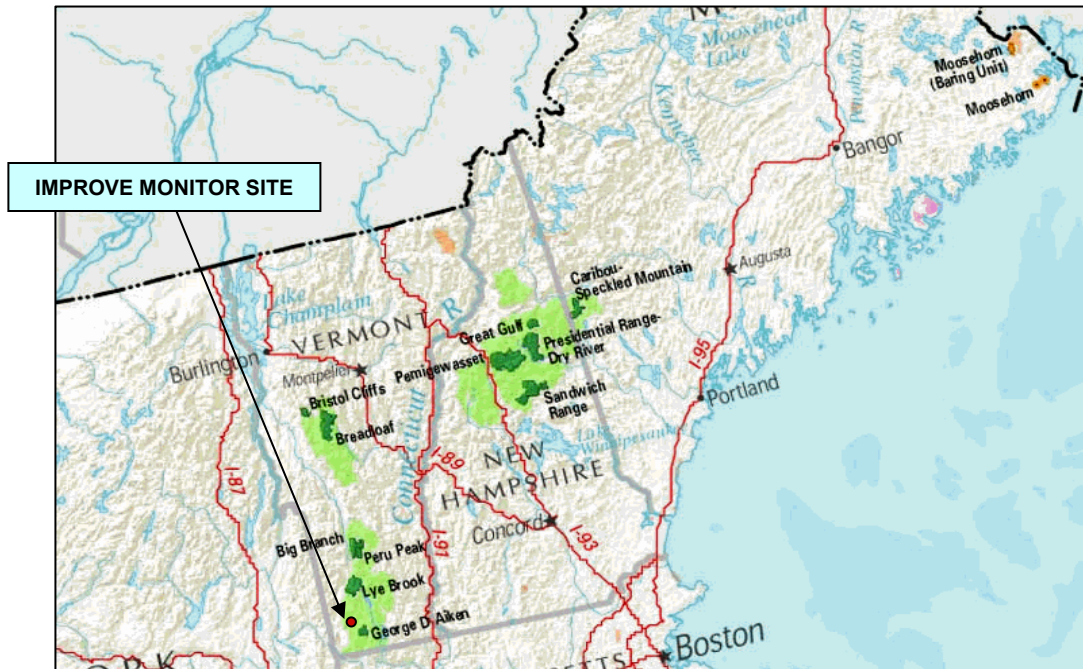 Moosehead
Lake
Kennebec
Moosehorn
(Baring Unit)
Moosehorn
Bangor
IMPROVE MONITOR SITE
Augusta
R
Caribou-
Speckled Mountain
Lake
Champlain
VERMONT
R
Great Gulf
Presidential Range-
Dry River
Pemigewasset
Burlington
Montpelier
I-95
Portland
Bristol Cliffs
Sandwich
Range
Breadloaf
Lake
Winnipesaukee
Connecticut
I-87
I-89
NEW
HAMPSHIRE
Concord
I-93
I-91
Big Branch
Peru Peak
Lye Brook
George D. Aiken
Boston